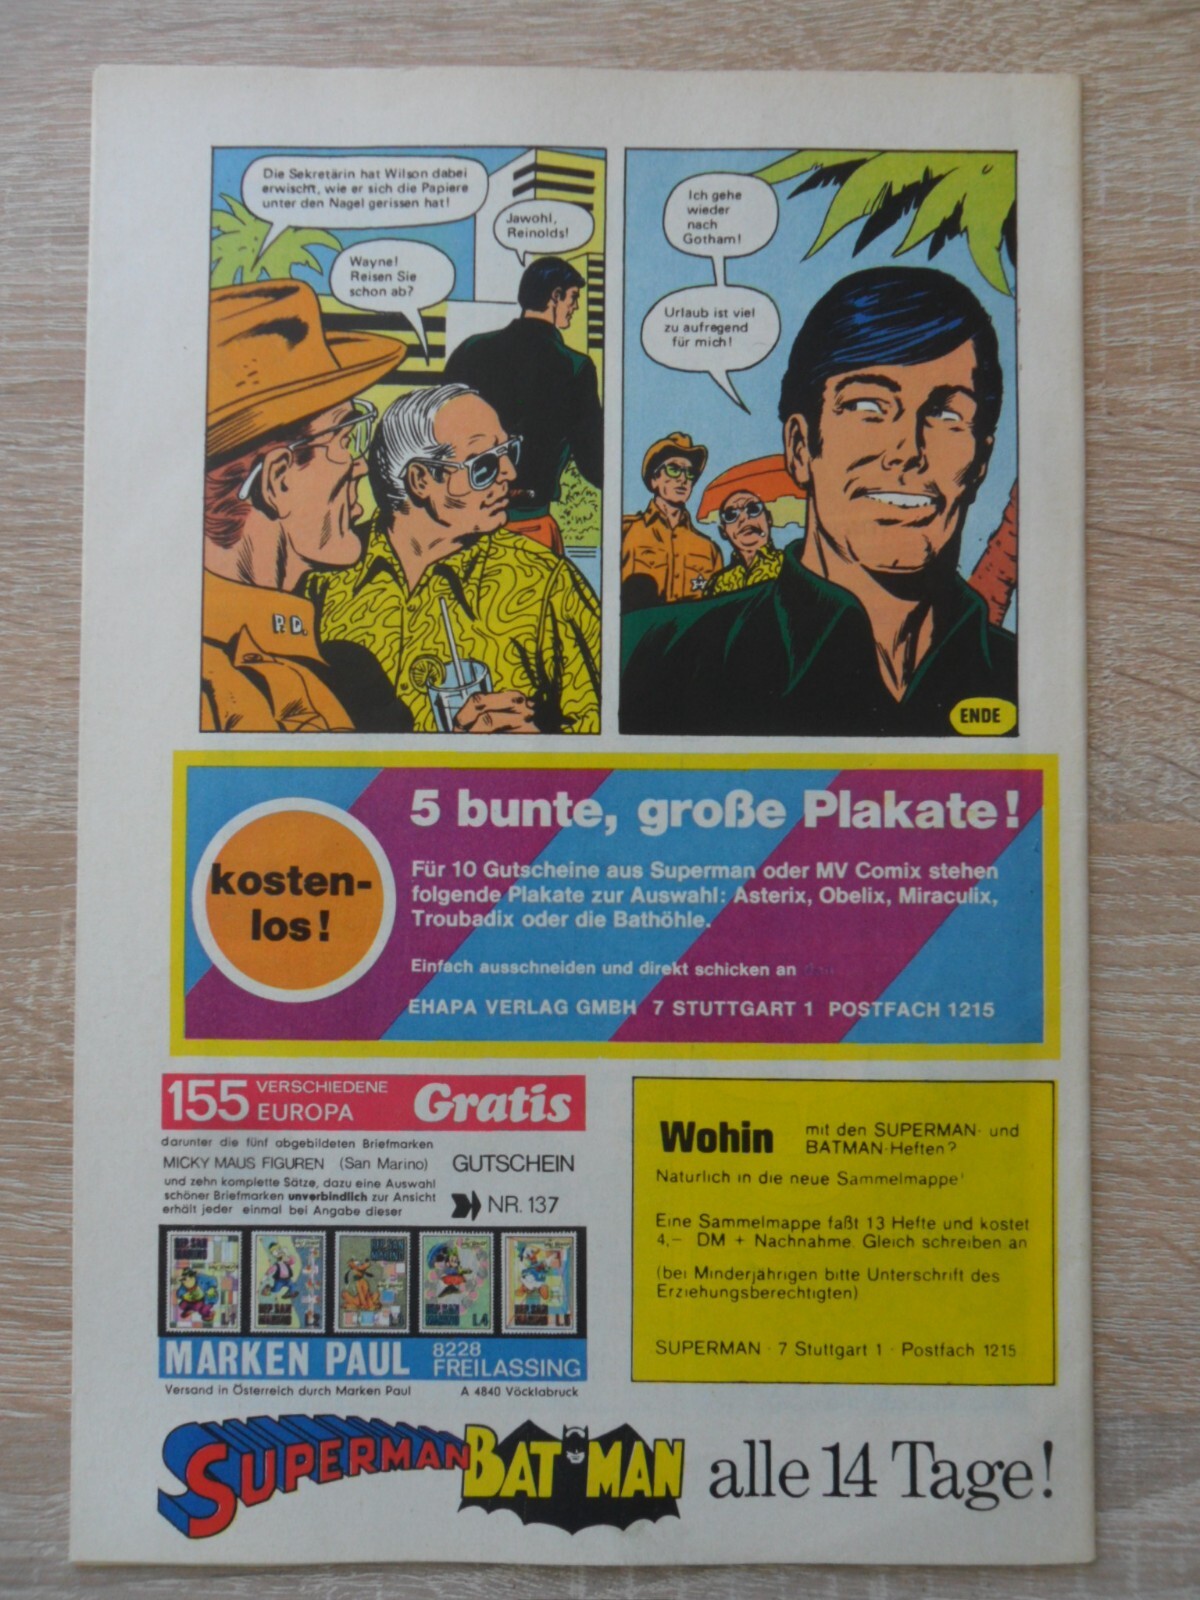 Die Sekretärin hat Wilson dabei
erwischt, wie er sich die Papiere
unter den Nagel gerissen hat!
Jawohl,
Reinolds!
Wayne!
Reisen Sie
schon ab?
P.D.
Ich gehe
wieder
nach
Gotham!
Urlaub ist viel
zu aufregend
für mich!
ENDE
kosten-
los!
5 bunte, große Plakate!
Für 10 Gutscheine aus Superman oder MV Comix stehen
folgende Plakate zur Auswahl: Asterix, Obelix, Miraculix,
Troubadix oder die Bathöhle.
Einfach ausschneiden und direkt schicken an
EHAPA VERLAG GMBH 7 STUTTGART 1 POSTFACH 1215
155 VERSCHIEDENE
EUROPA
Gratis
darunter die fünf abgebildeten Briefmarken
MICKY MAUS FIGUREN (San Marino)
und zehn komplette Sätze, dazu eine Auswahl
schöner Briefmarken unverbindlich zur Ansicht
erhält jeder einmal bei Angabe dieser
GUTSCHEIN
NR. 137
MARKEN PAUL
8228
FREILASSING
Versand in Österreich durch Marken Paul A 4840 Vöcklabruck
Wohin mit den SUPERMAN- und
BATMAN-Heften?
Natürlich in die neue Sammelmappe!
Eine Sammelmappe faßt 13 Hefte und kostet
4,- DM + Nachnahme. Gleich schreiben an
(bei Minderjährigen bitte Unterschrift des
Erziehungsberechtigten)
SUPERMAN · 7 Stuttgart 1 · Postfach 1215
SUPERMAN BATMAN alle 14 Tage!